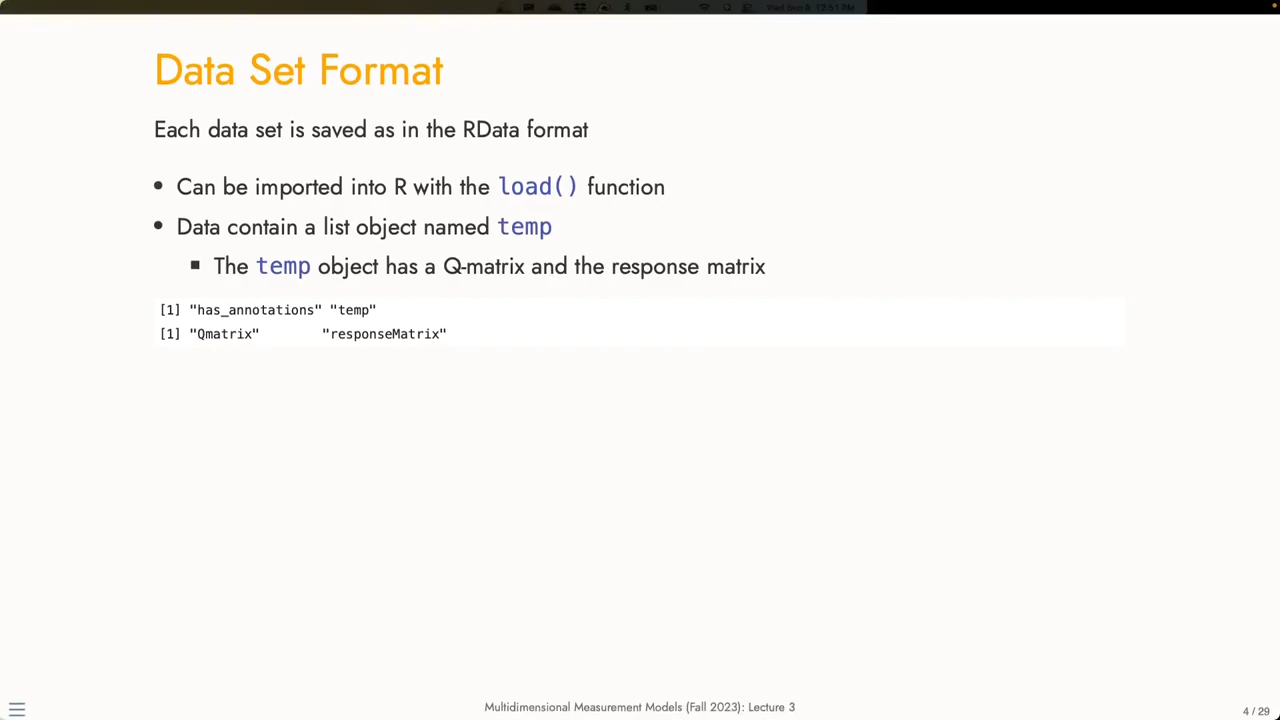 Data Set Format
Each data set is saved as in the RData format
• Can be imported into R with the load() function
• Data contain a list object named temp
▪ The temp object has a Q-matrix and the response matrix
[1] "has_annotations" "temp"
[1] "Qmatrix"        "responseMatrix"
Multidimensional Measurement Models (Fall 2023): Lecture 3
4 / 29